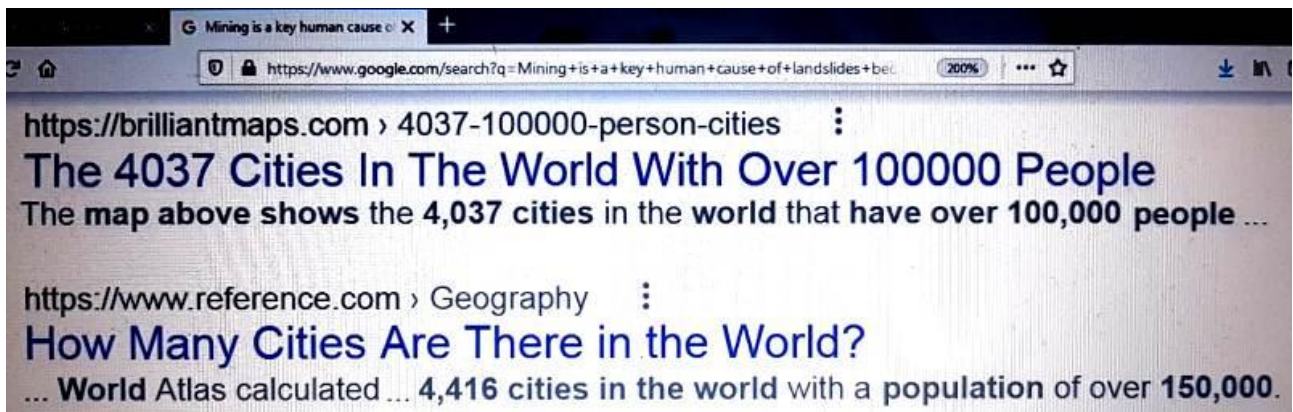 G Mining is a key human cause o
https://www.google.com/search?q=Mining+is+a+key+human+cause+of+landslides+bec 200%
https://brilliantmaps.com › 4037-100000-person-cities
The 4037 Cities In The World With Over 100000 People
The map above shows the 4,037 cities in the world that have over 100,000 people ...
https://www.reference.com › Geography
How Many Cities Are There in the World?
... World Atlas calculated ... 4,416 cities in the world with a population of over 150,000.